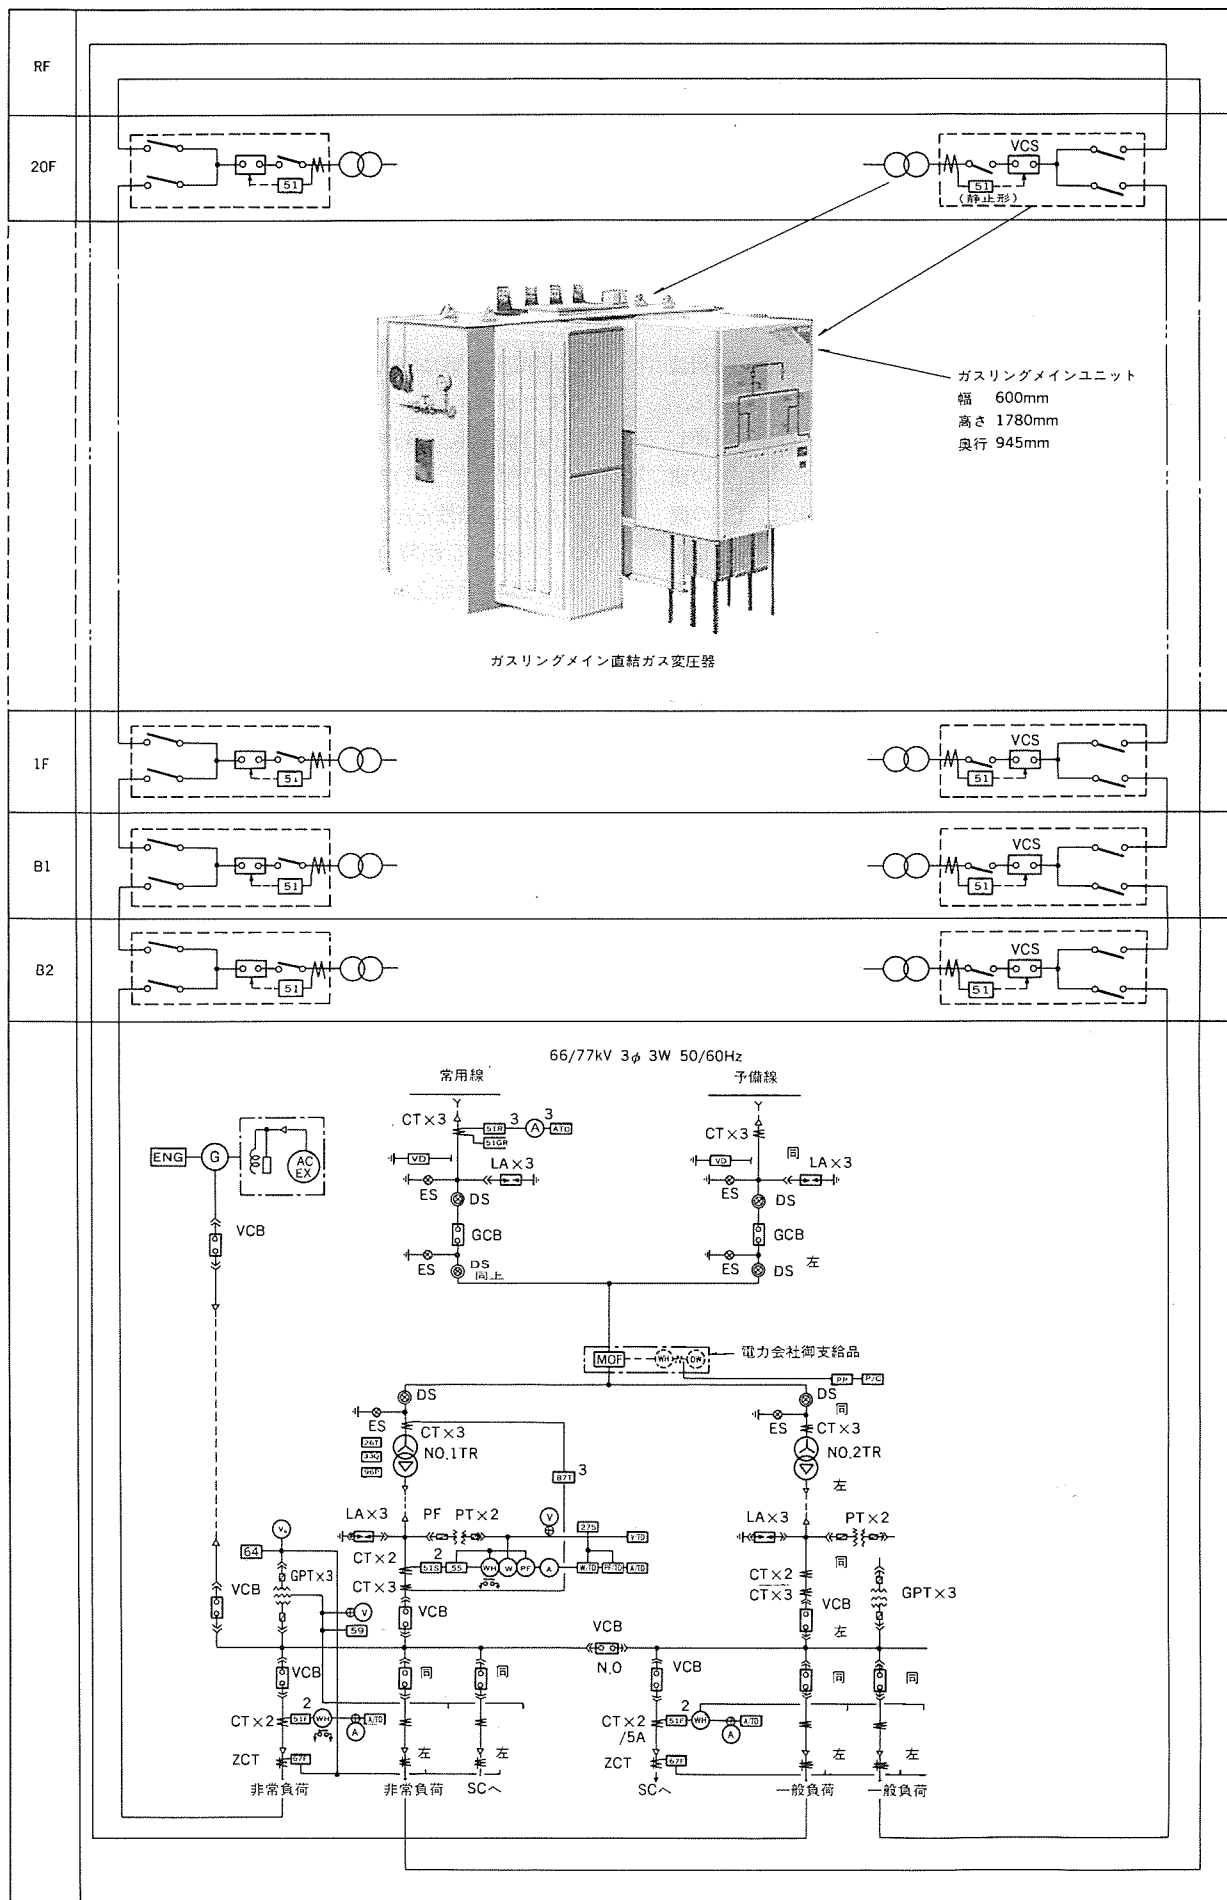 RF
20F
51
VCS
51
(静止形)
ガスリングメインユニット
幅 600mm
高さ 1780mm
奥行 945mm
ガスリングメイン直結ガス変圧器
1F
51
VCS
51
B1
51
VCS
51
B2
51
VCS
51
66/77kV 3φ 3W 50/60Hz
常用線
予備線
CT×3
51R
3
A
3
ATD
51GR
CT×3
ENG
G
AC
EX
VD
LA×3
VD
同
LA×3
ES
DS
ES
DS
VCB
GCB
GCB
ES
DS
同上
ES
DS
左
MOF
WH
DW
電力会社御支給品
PP
P/C
DS
DS
同
ES
CT×3
ES
CT×3
26T
33Q
96P
NO.1TR
NO.2TR
87T
3
左
LA×3
PF
PT×2
V
27S
V/TD
LA×3
PT×2
V₀
64
CT×2
2
51S
55
WH
W
PF
A
W/TD
PF/TD
A/TD
同
GPT×3
CT×3
CT×2
CT×3
GPT×3
VCB
V
VCB
VCB
59
左
VCB
同
同
N.O
VCB
同
同
CT×2
2
51F
WH
A
A/TD
CT×2
/5A
2
51F
WH
A
A/TD
ZCT
67F
左
左
ZCT
67F
左
左
非常負荷
非常負荷
SCへ
SCへ
一般負荷
一般負荷